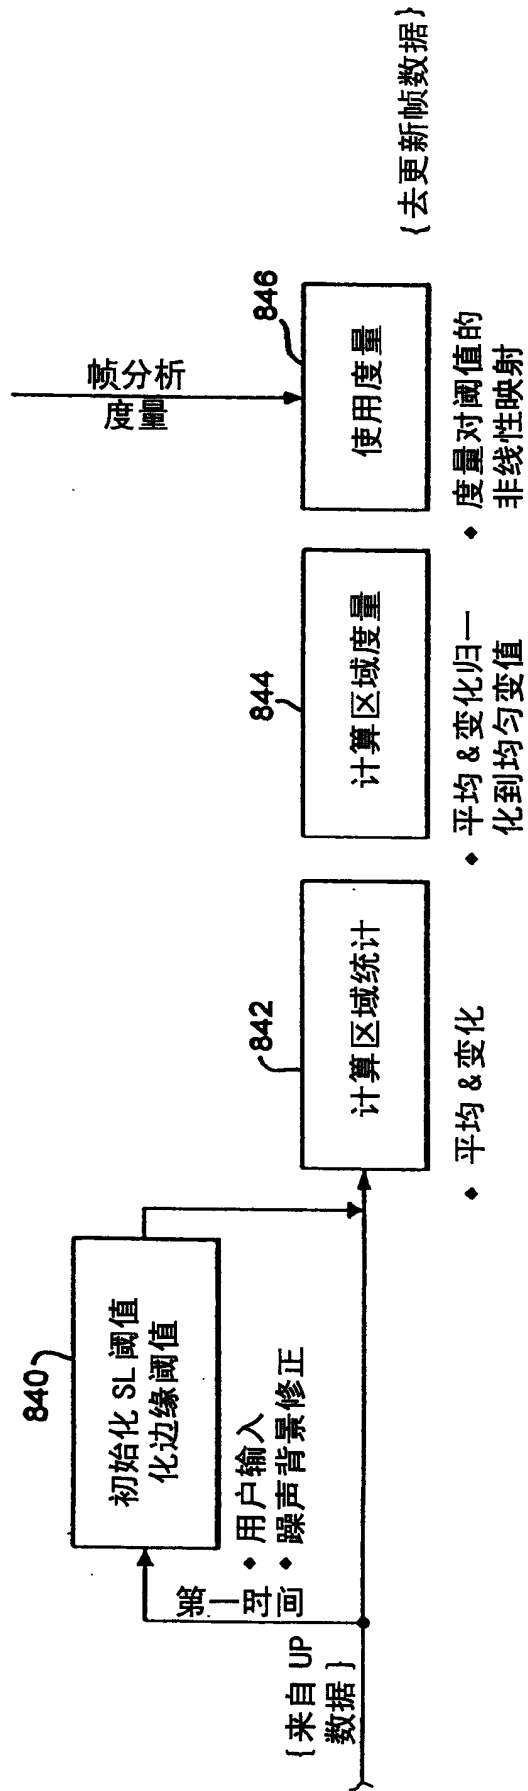 {来自 UP
数据}
第一时间
840
初始化 SL 阈值
化边缘阈值
◆ 用户输入
◆ 躁声背景修正
842
计算区域统计
◆ 平均 & 变化
844
计算区域度量
◆ 平均 & 变化归一
化到均匀变值
帧分析
度量
846
使用度量
◆ 度量对阈值的
非线性映射
{去更新帧数据}